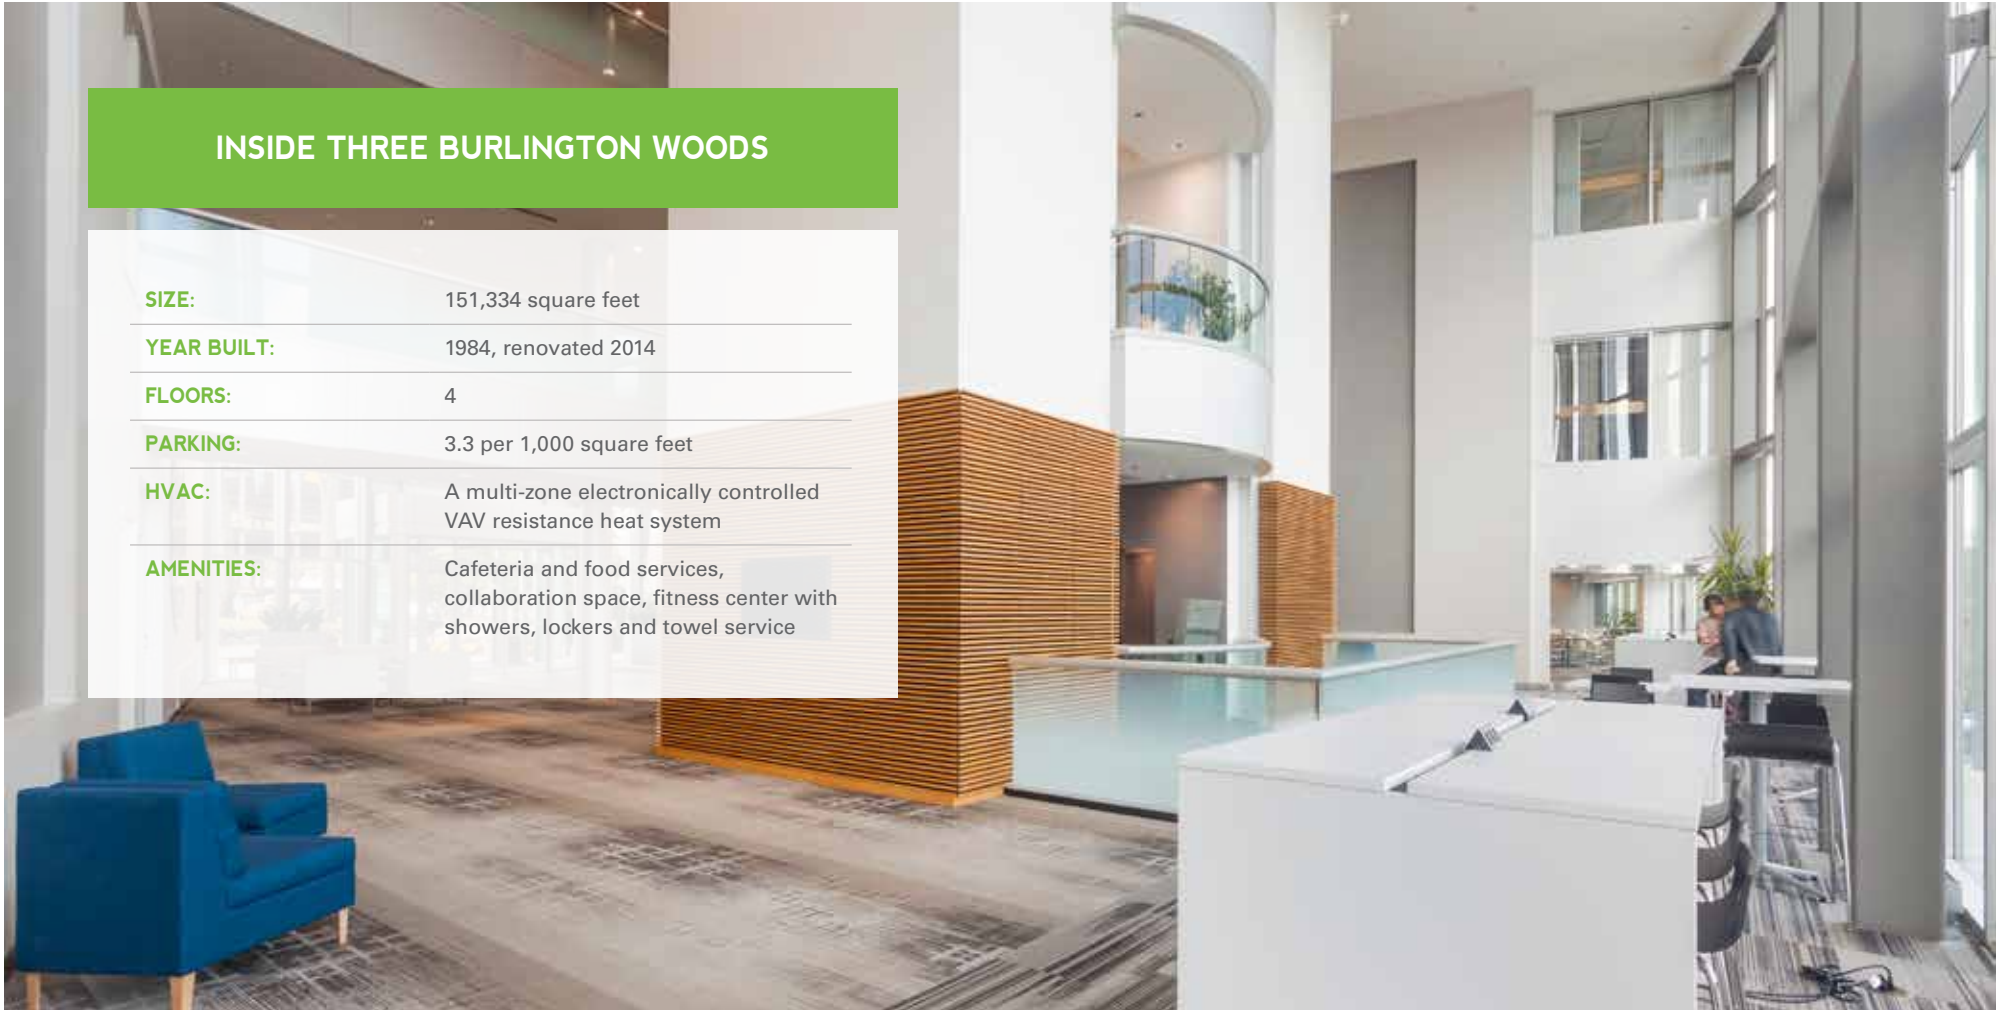 INSIDE THREE BURLINGTON WOODS
SIZE: 151,334 square feet
YEAR BUILT: 1984, renovated 2014
FLOORS: 4
PARKING: 3.3 per 1,000 square feet
HVAC: A multi-zone electronically controlled
VAV resistance heat system
AMENITIES: Cafeteria and food services,
collaboration space, fitness center with
showers, lockers and towel service